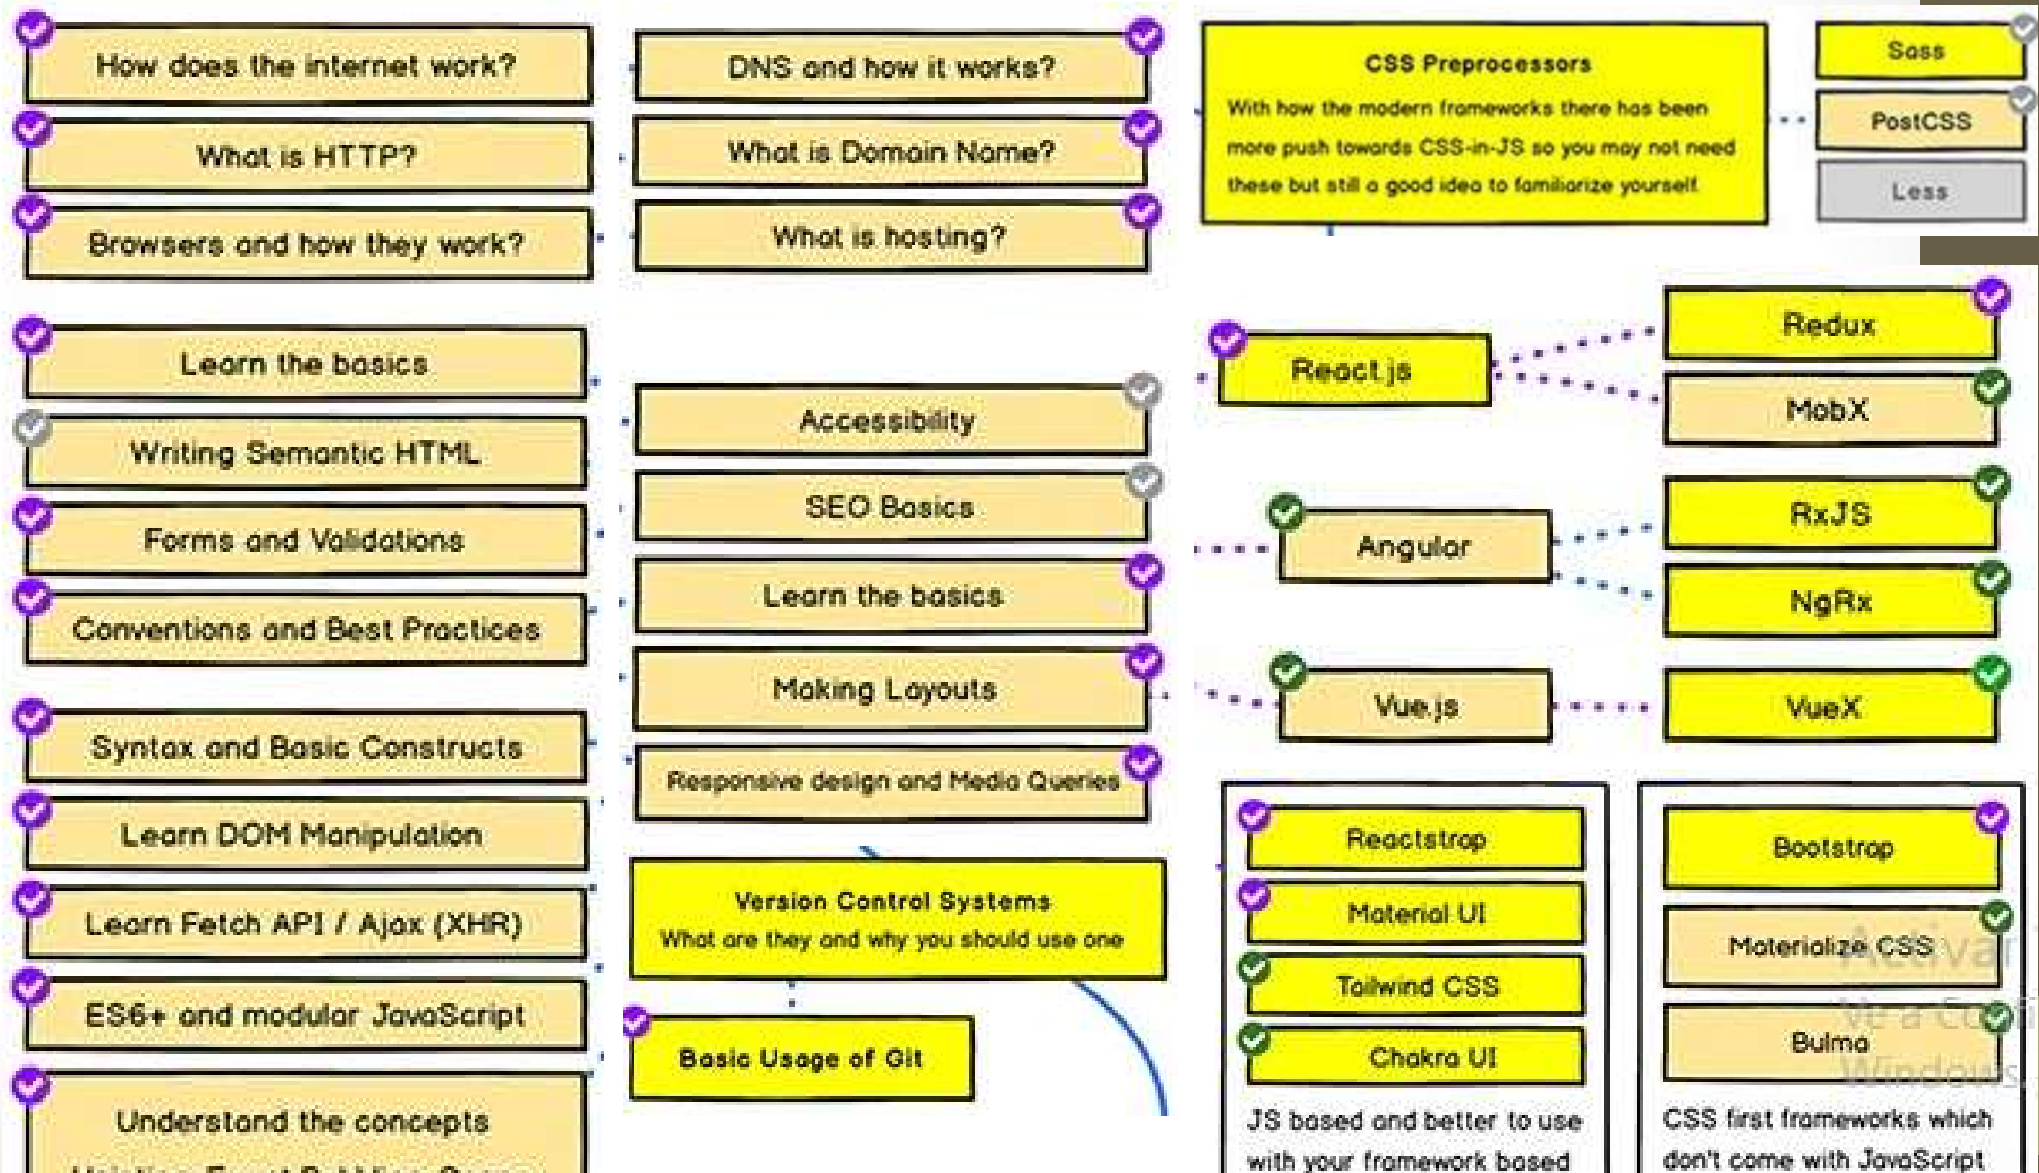 How does the internet work?
What is HTTP?
Browsers and how they work?
DNS and how it works?
What is Domain Name?
What is hosting?
CSS Preprocessors
With how the modern frameworks there has been
more push towards CSS-in-JS so you may not need
these but still a good idea to familiarize yourself.
Sass
PostCSS
Less
Learn the basics
Writing Semantic HTML
Forms and Validations
Conventions and Best Practices
Syntax and Basic Constructs
Learn DOM Manipulation
Learn Fetch API / Ajax (XHR)
ES6+ and modular JavaScript
Understand the concepts
Accessibility
SEO Basics
Learn the basics
Making Layouts
Responsive design and Media Queries
Version Control Systems
What are they and why you should use one
Basic Usage of Git
React.js
Redux
MobX
Angular
RxJS
NgRx
Vue.js
VueX
Reactstrap
Material UI
Tailwind CSS
Chakra UI
JS based and better to use
with your framework based
Bootstrap
Materialize CSS
Bulma
CSS first frameworks which
don't come with JavaScript
Activar
Ve a
Windows.